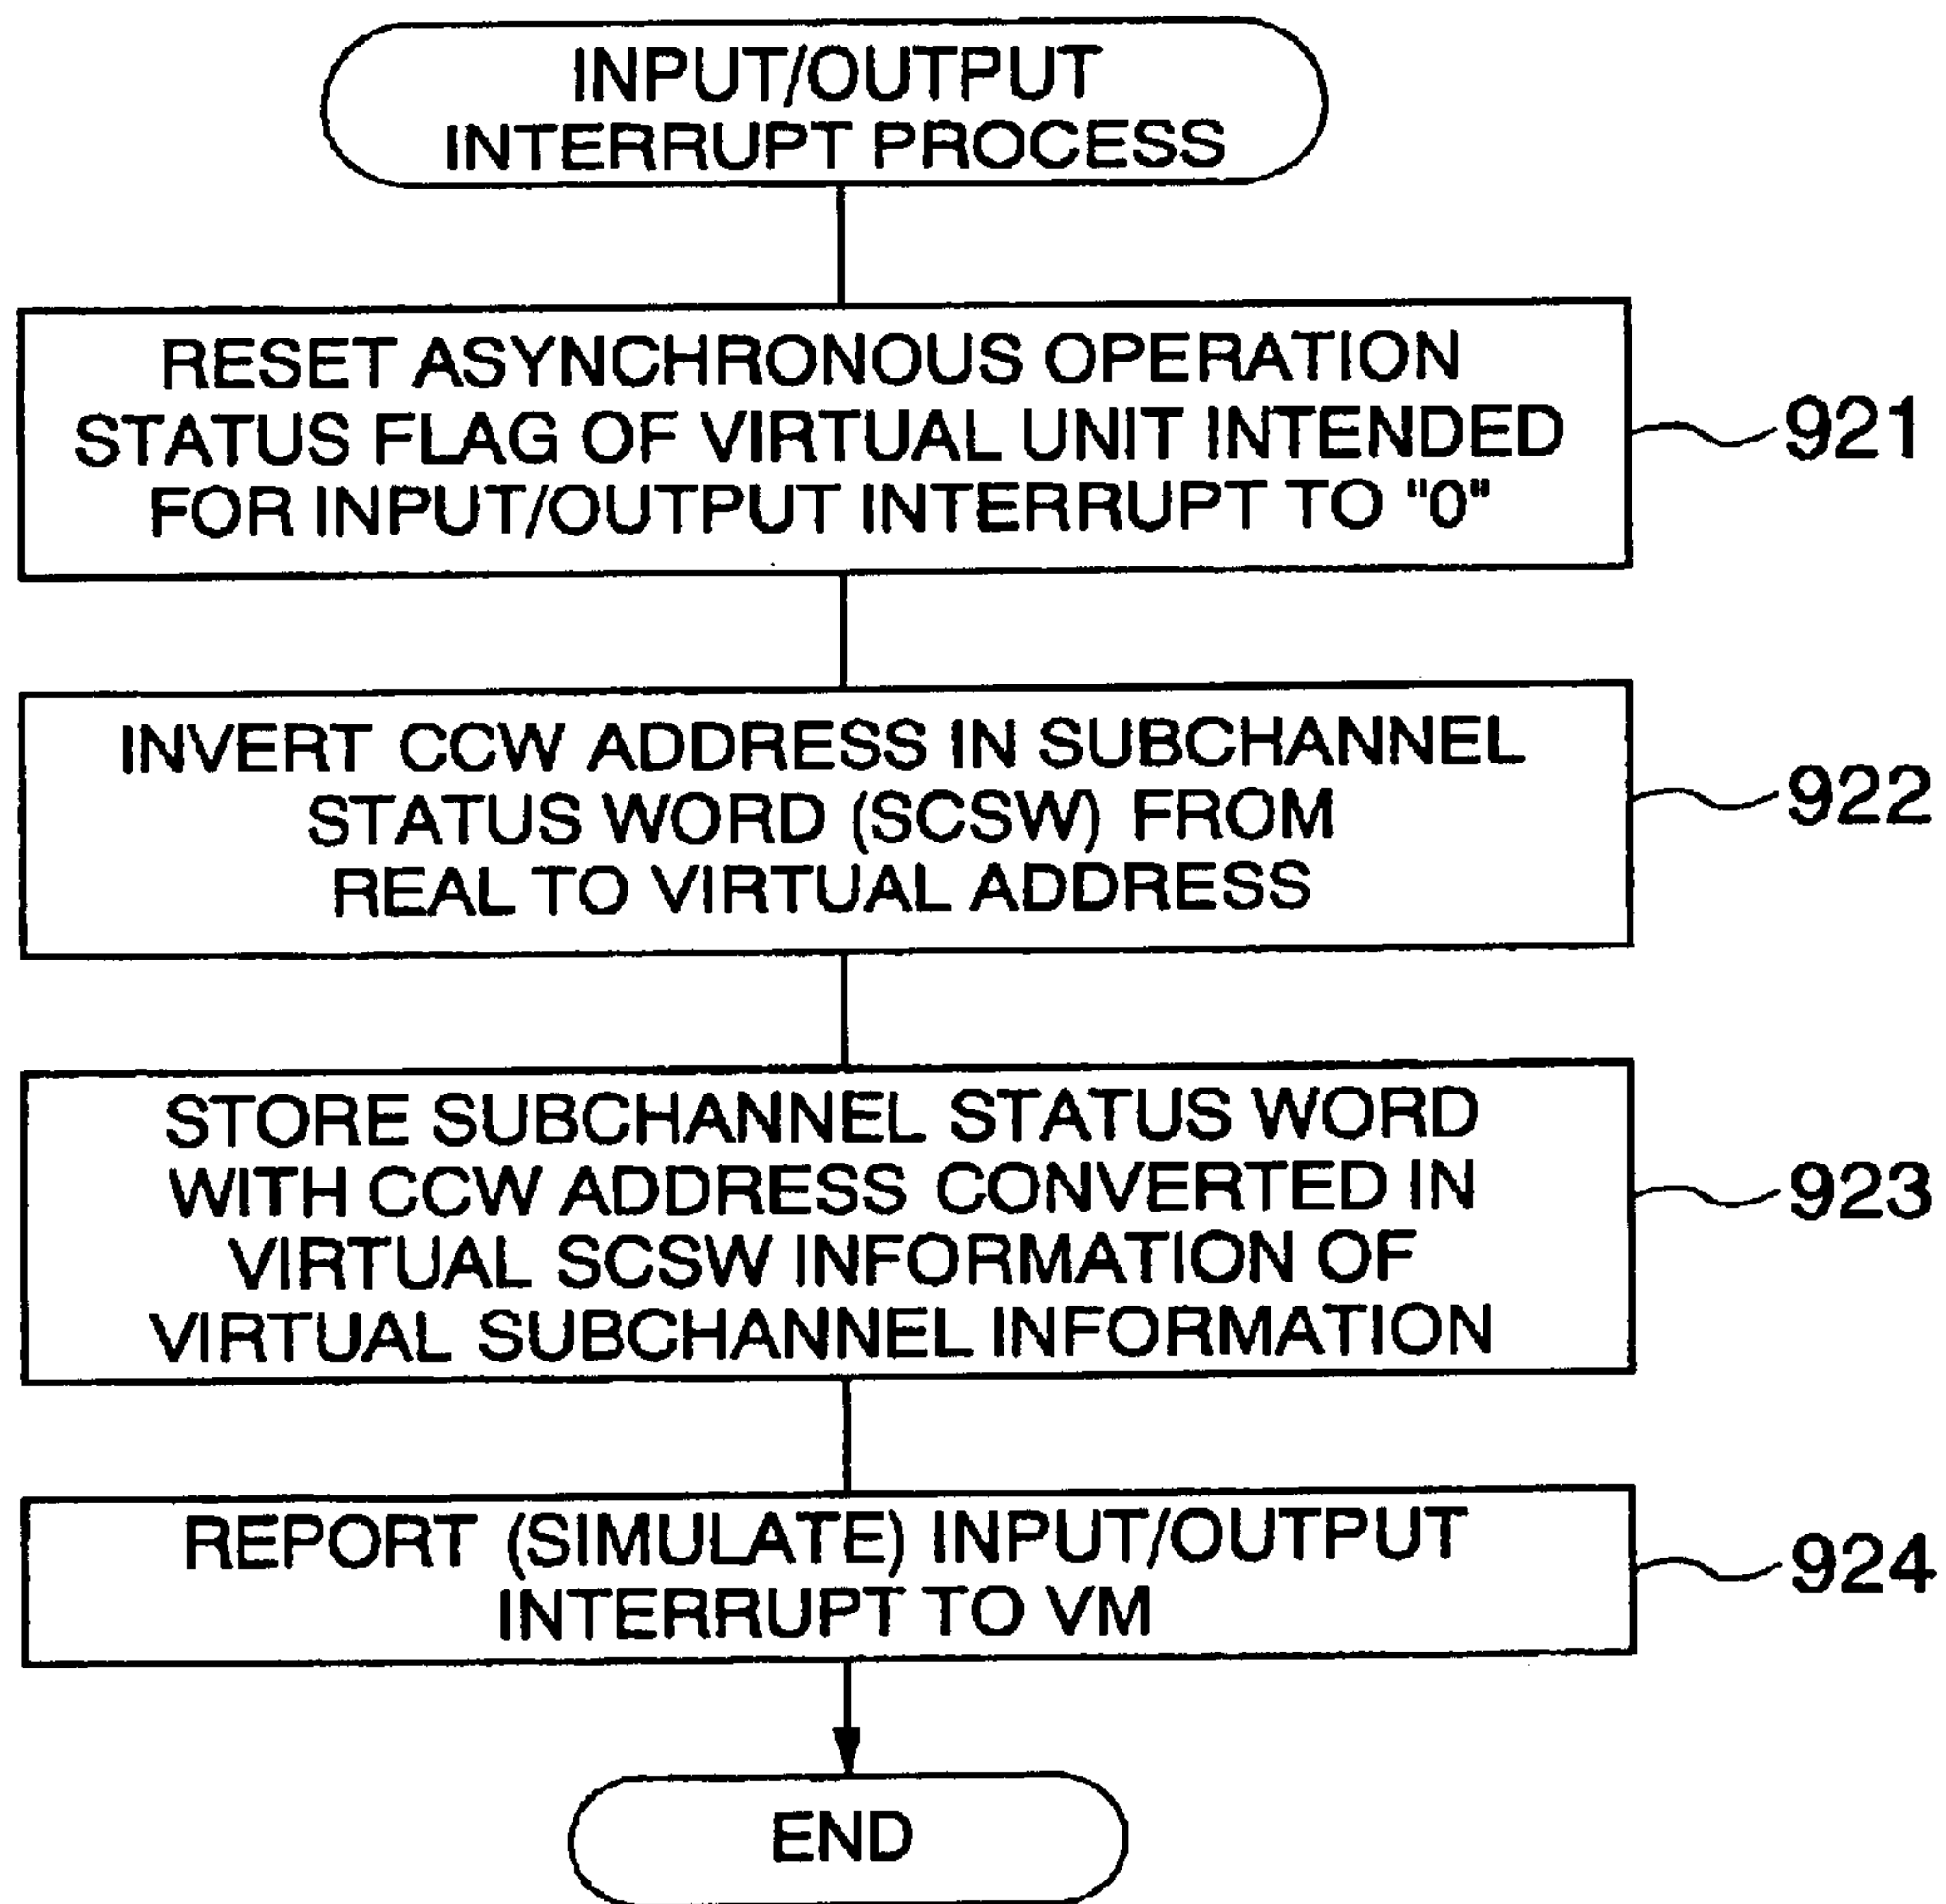 INPUT/OUTPUT
INTERRUPT PROCESS
RESET ASYNCHRONOUS OPERATION
STATUS FLAG OF VIRTUAL UNIT INTENDED
FOR INPUT/OUTPUT INTERRUPT TO "0"
921
INVERT CCW ADDRESS IN SUBCHANNEL
STATUS WORD (SCSW) FROM
REAL TO VIRTUAL ADDRESS
922
STORE SUBCHANNEL STATUS WORD
WITH CCW ADDRESS CONVERTED IN
VIRTUAL SCSW INFORMATION OF
VIRTUAL SUBCHANNEL INFORMATION
923
REPORT (SIMULATE) INPUT/OUTPUT
INTERRUPT TO VM
924
END